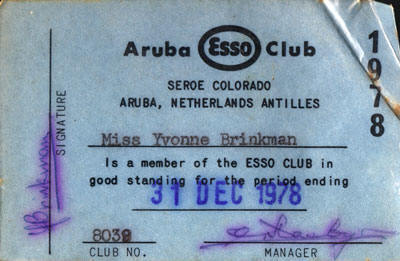 Aruba Esso Club
1978
SEROE COLORADO
ARUBA, NETHERLANDS ANTILLES
Miss Yvonne Brinkman
Is a member of the ESSO CLUB in
good standing for the period ending
31 DEC 1978
SIGNATURE
YBrinkman
8039
CLUB NO.
MANAGER